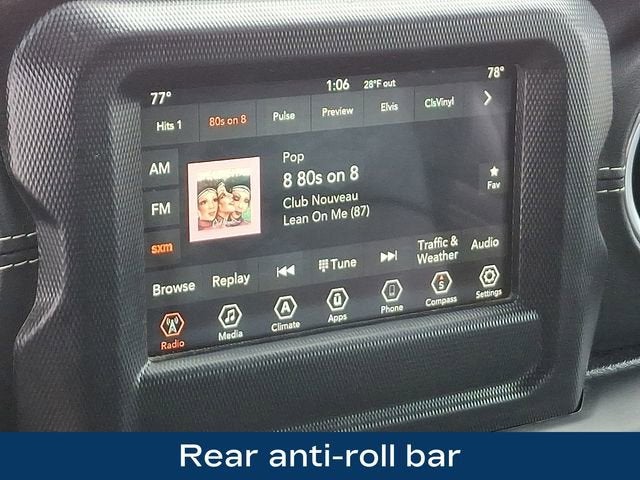 77° 1:06 28°F out 78°
Hits 1 80s on 8 Pulse Preview Elvis ClsVinyl
AM
Pop
8 80s on 8
Fav
FM
Club Nouveau
Lean On Me (87)
sxm
Browse Replay Tune Traffic &
Weather Audio
Radio Media Climate Apps Phone Compass Settings
A
S
Rear anti-roll bar